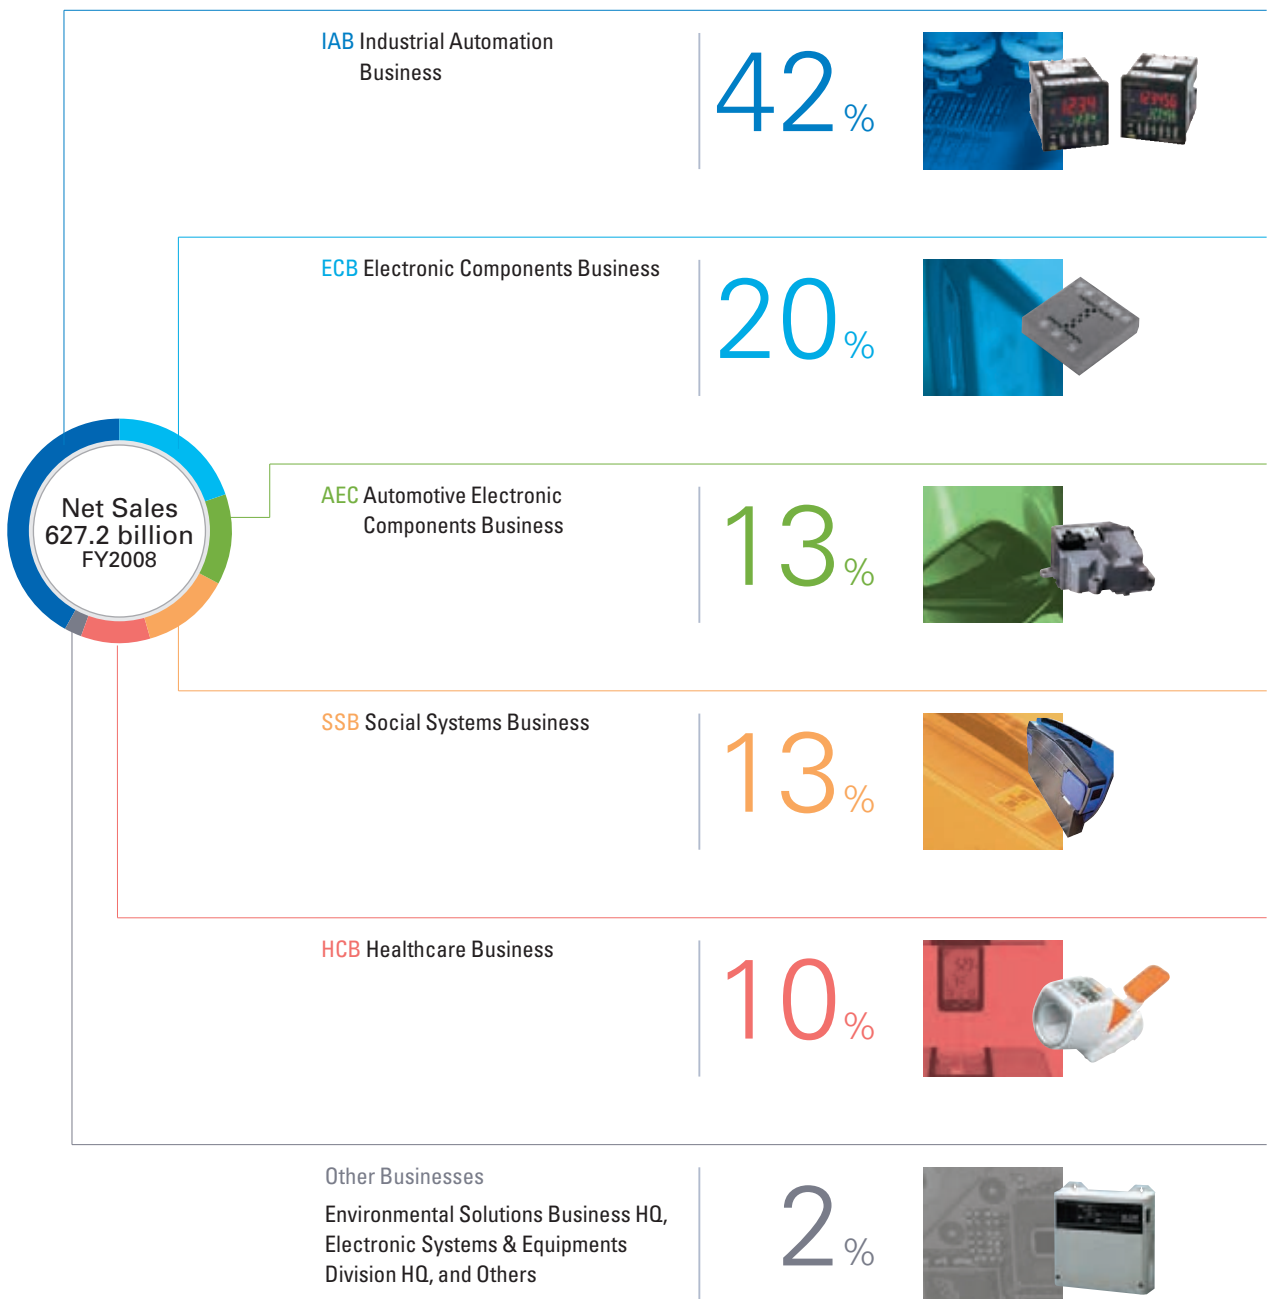 IAB Industrial Automation
Business
42%
ECB Electronic Components Business
20%
Net Sales
627.2 billion
FY2008
AEC Automotive Electronic
Components Business
13%
SSB Social Systems Business
13%
HCB Healthcare Business
10%
Other Businesses
Environmental Solutions Business HQ,
Electronic Systems & Equipments
Division HQ, and Others
2%